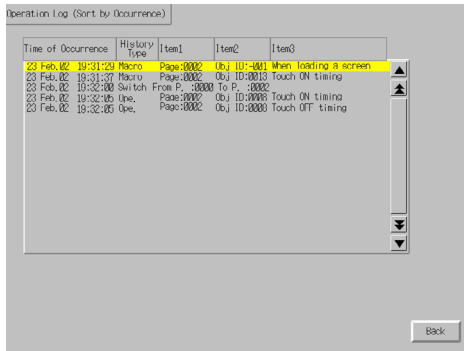 Operation Log (Sort by Occurrence)
Time of Occurrence History Type Item1 Item2 Item3
23 Feb.02 19:31:29 Macro Page:0002 Obj ID:-001 When loading a screen
23 Feb.02 19:31:37 Macro Page:0002 Obj ID:0013 Touch ON timing
23 Feb.02 19:32:00 Switch From P. :0000 To P. :0002
23 Feb.02 19:32:05 Ope. Page:0002 Obj ID:0008 Touch ON timing
23 Feb.02 19:32:05 Ope. Page:0002 Obj ID:0008 Touch OFF timing
Back